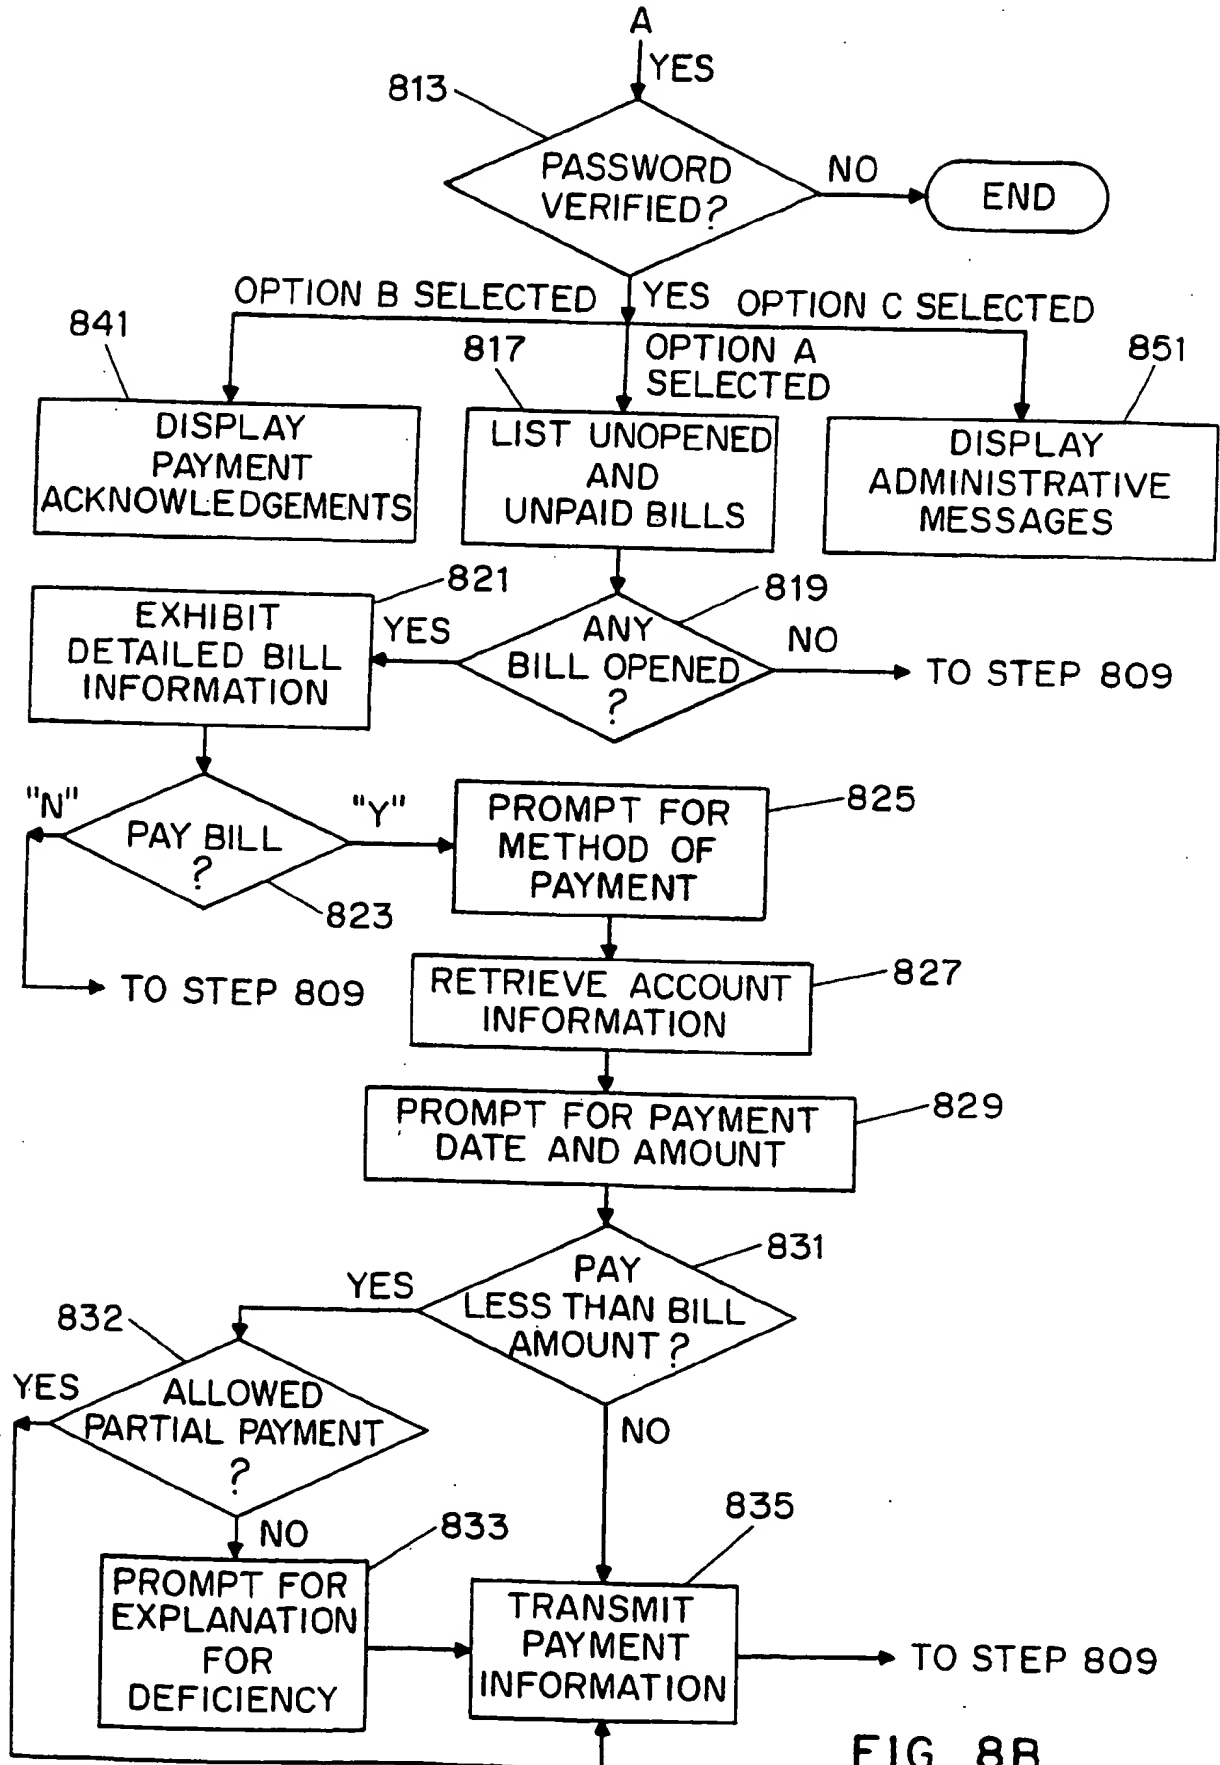 A
YES
813
PASSWORD
VERIFIED?
NO
END
OPTION B SELECTED
YES
OPTION C SELECTED
841
817
OPTION A
SELECTED
851
DISPLAY
PAYMENT
ACKNOWLEDGEMENTS
LIST UNOPENED
AND
UNPAID BILLS
DISPLAY
ADMINISTRATIVE
MESSAGES
821
819
EXHIBIT
DETAILED BILL
INFORMATION
YES
ANY
BILL OPENED
?
NO
TO STEP 809
"N"
PAY BILL
?
"Y"
823
PROMPT FOR
METHOD OF
PAYMENT
825
TO STEP 809
RETRIEVE ACCOUNT
INFORMATION
827
PROMPT FOR PAYMENT
DATE AND AMOUNT
829
831
PAY
LESS THAN BILL
AMOUNT?
YES
832
YES
ALLOWED
PARTIAL PAYMENT
?
NO
NO
833
835
PROMPT FOR
EXPLANATION
FOR
DEFICIENCY
TRANSMIT
PAYMENT
INFORMATION
TO STEP 809
FIG. 8B